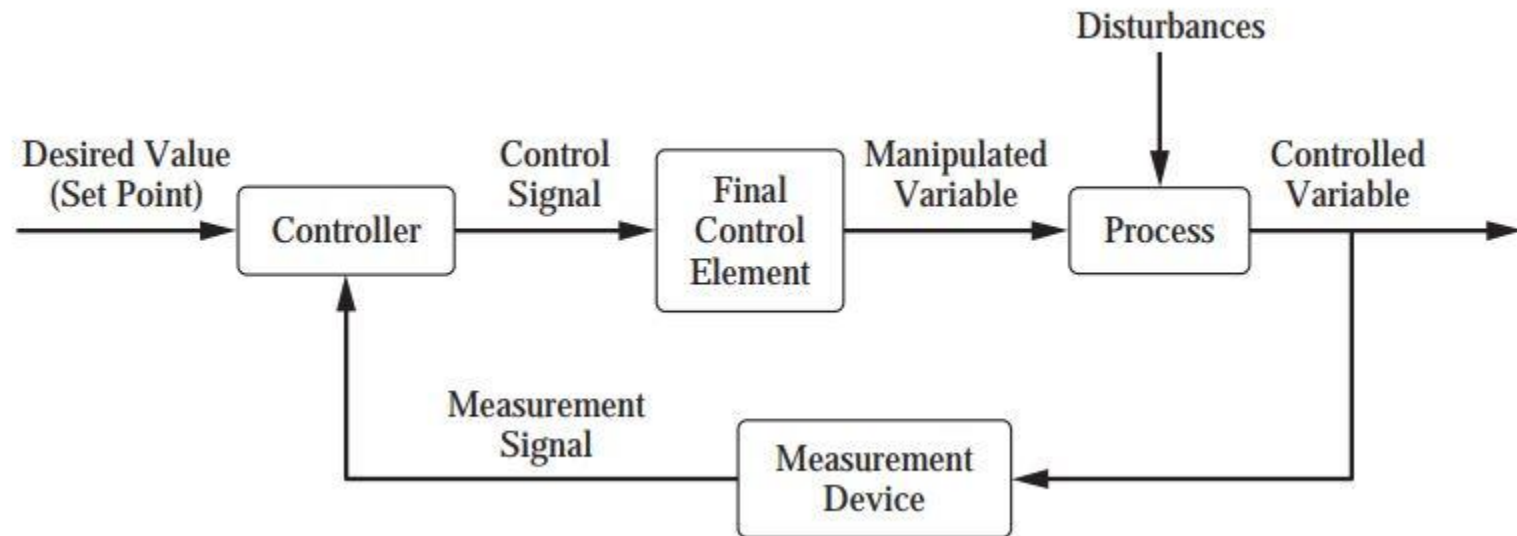 Disturbances
Desired Value
(Set Point)
Controller
Control
Signal
Final
Control
Element
Manipulated
Variable
Process
Controlled
Variable
Measurement
Signal
Measurement
Device